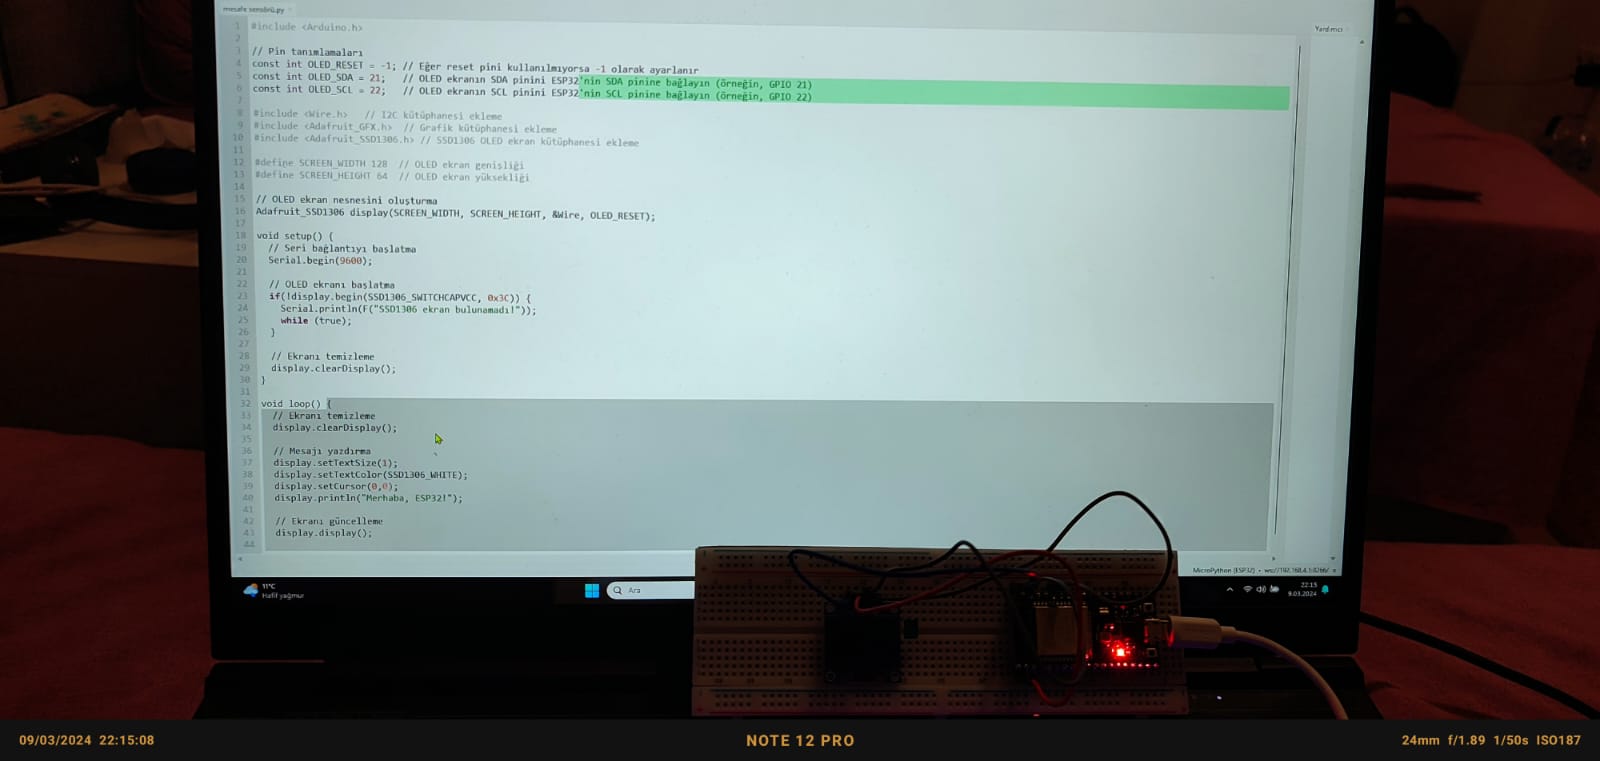 mesafe sensörü.py
Yardımcı
1 #include <Arduino.h>
2
3 // Pin tanımlamaları
4 const int OLED_RESET = -1; // Eğer reset pini kullanılmıyorsa -1 olarak ayarlanır
5 const int OLED_SDA = 21; // OLED ekranın SDA pinini ESP32'nin SDA pinine bağlayın (örneğin, GPIO 21)
6 const int OLED_SCL = 22; // OLED ekranın SCL pinini ESP32'nin SCL pinine bağlayın (örneğin, GPIO 22)
7
8 #include <Wire.h> // I2C kütüphanesi ekleme
9 #include <Adafruit_GFX.h> // Grafik kütüphanesi ekleme
10 #include <Adafruit_SSD1306.h> // SSD1306 OLED ekran kütüphanesi ekleme
11
12 #define SCREEN_WIDTH 128 // OLED ekran genişliği
13 #define SCREEN_HEIGHT 64 // OLED ekran yüksekliği
14
15 // OLED ekran nesnesini oluşturma
16 Adafruit_SSD1306 display(SCREEN_WIDTH, SCREEN_HEIGHT, &Wire, OLED_RESET);
17
18 void setup() {
19 // Seri bağlantıyı başlatma
20 Serial.begin(9600);
21
22 // OLED ekranı başlatma
23 if(!display.begin(SSD1306_SWITCHCAPVCC, 0x3C)) {
24 Serial.println(F("SSD1306 ekran bulunamadı!"));
25 while (true);
26 }
27
28 // Ekranı temizleme
29 display.clearDisplay();
30 }
31
32 void loop() {
33 // Ekranı temizleme
34 display.clearDisplay();
35
36 // Mesajı yazdırma
37 display.setTextSize(1);
38 display.setTextColor(SSD1306_WHITE);
39 display.setCursor(0,0);
40 display.println("Merhaba, ESP32!");
41
42 // Ekranı güncelleme
43 display.display();
44
MicroPython (ESP32) • ws://192.168.4.1:8266/
11°C
Hafif yağmur
Ara
22:15
9.03.2024
09/03/2024 22:15:08
NOTE 12 PRO
24mm f/1.89 1/50s ISO187